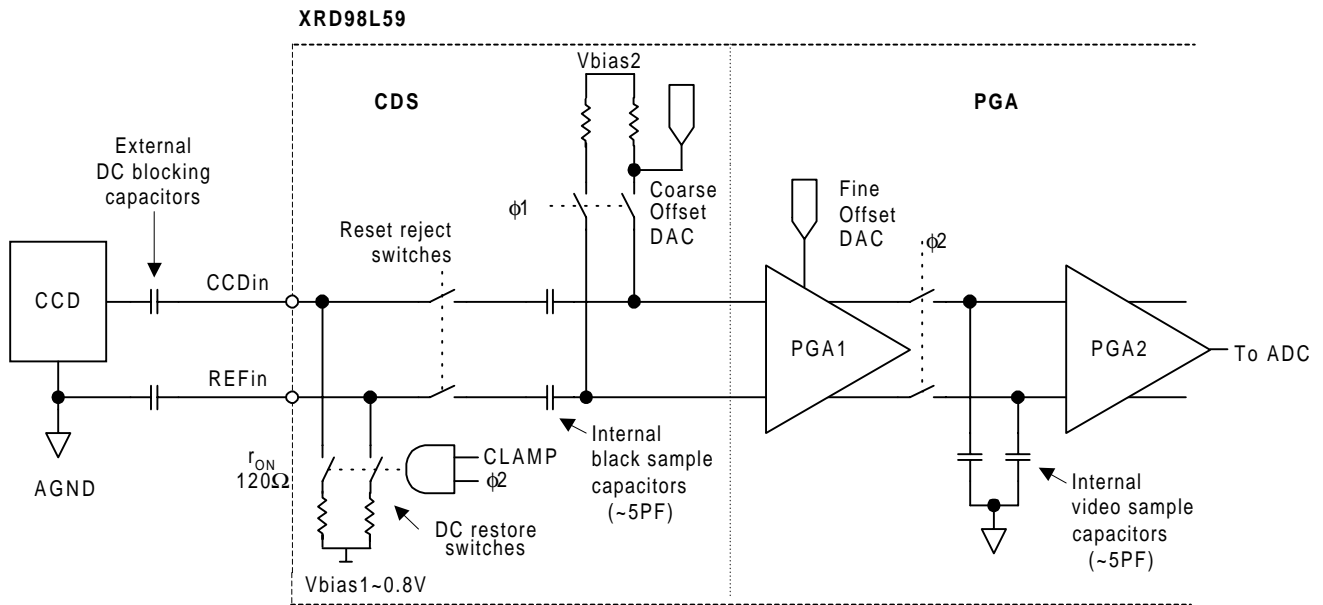 XRD98L59
Vbias2
CDS
PGA
External
DC blocking
capacitors
Coarse
Offset
DAC
Fine
Offset
DAC
ϕ1
ϕ2
Reset reject
switches
CCD
CCDin
PGA1
PGA2
To ADC
REFin
rON
120Ω
CLAMP
ϕ2
AGND
Internal
black sample
capacitors
(~5PF)
DC restore
switches
Internal
video sample
capacitors
(~5PF)
Vbias1~0.8V